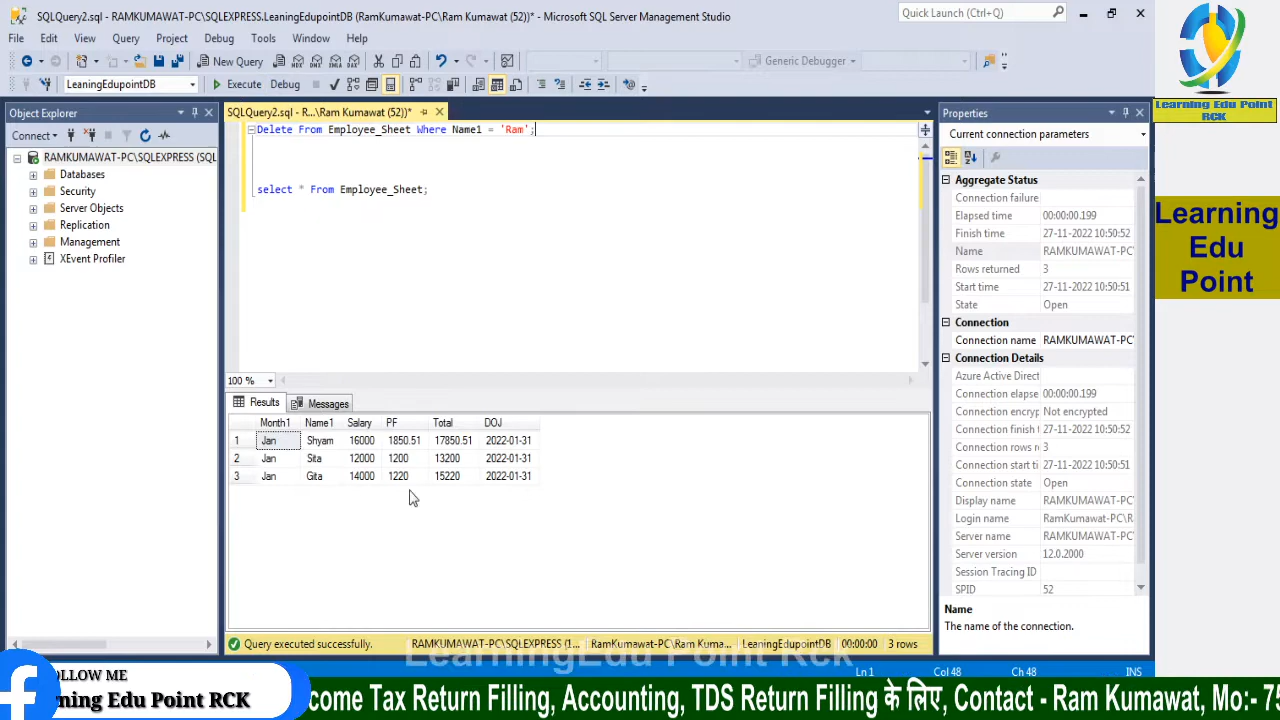 SQLQuery2.sql - RAMKUMAWAT-PC\SQLEXPRESS.LeaningEdupointDB (RamKumawat-PC\Ram Kumawat (52))* - Microsoft SQL Server Management Studio
Quick Launch (Ctrl+Q)
File Edit View Query Project Debug Tools Window Help
New Query
Generic Debugger
LeaningEdupointDB
Execute Debug
Object Explorer
Connect
RAMKUMAWAT-PC\SQLEXPRESS (SQL
Databases
Security
Server Objects
Replication
Management
XEvent Profiler
SQLQuery2.sql - R...\Ram Kumawat (52))*
Delete From Employee_Sheet Where Name1 = 'Ram';
select * From Employee_Sheet;
100 %
Results Messages
Month1 Name1 Salary PF Total DOJ
1 Jan Shyam 16000 1850.51 17850.51 2022-01-31
2 Jan Sita 12000 1200 13200 2022-01-31
3 Jan Gita 14000 1220 15220 2022-01-31
Query executed successfully. RAMKUMAWAT-PC\SQLEXPRESS (1... RamKumawat-PC\Ram Kuma... LeaningEdupointDB 00:00:00 3 rows
Ln 1 Col 48 Ch 48 INS
Properties
Current connection parameters
Aggregate Status
Connection failure
Elapsed time 00:00:00.199
Finish time 27-11-2022 10:50:52
Name RAMKUMAWAT-PC
Rows returned 3
Start time 27-11-2022 10:50:51
State Open
Connection
Connection name RAMKUMAWAT-PC
Connection Details
Azure Active Direct
Connection elapse 00:00:00.199
Connection encryp Not encrypted
Connection finish t 27-11-2022 10:50:52
Connection rows re 3
Connection start ti 27-11-2022 10:50:51
Connection state Open
Display name RAMKUMAWAT-PC
Login name RamKumawat-PC\R
Server name RAMKUMAWAT-PC
Server version 12.0.2000
Session Tracing ID
SPID 52
Name
The name of the connection.
Learning Edu Point
RCK
Learning
Edu
Point
LearningEdu Point Rck
OLLOW ME
rning Edu Point RCK
come Tax Return Filling, Accounting, TDS Return Filling के लिए, Contact - Ram Kumawat, Mo:- 75